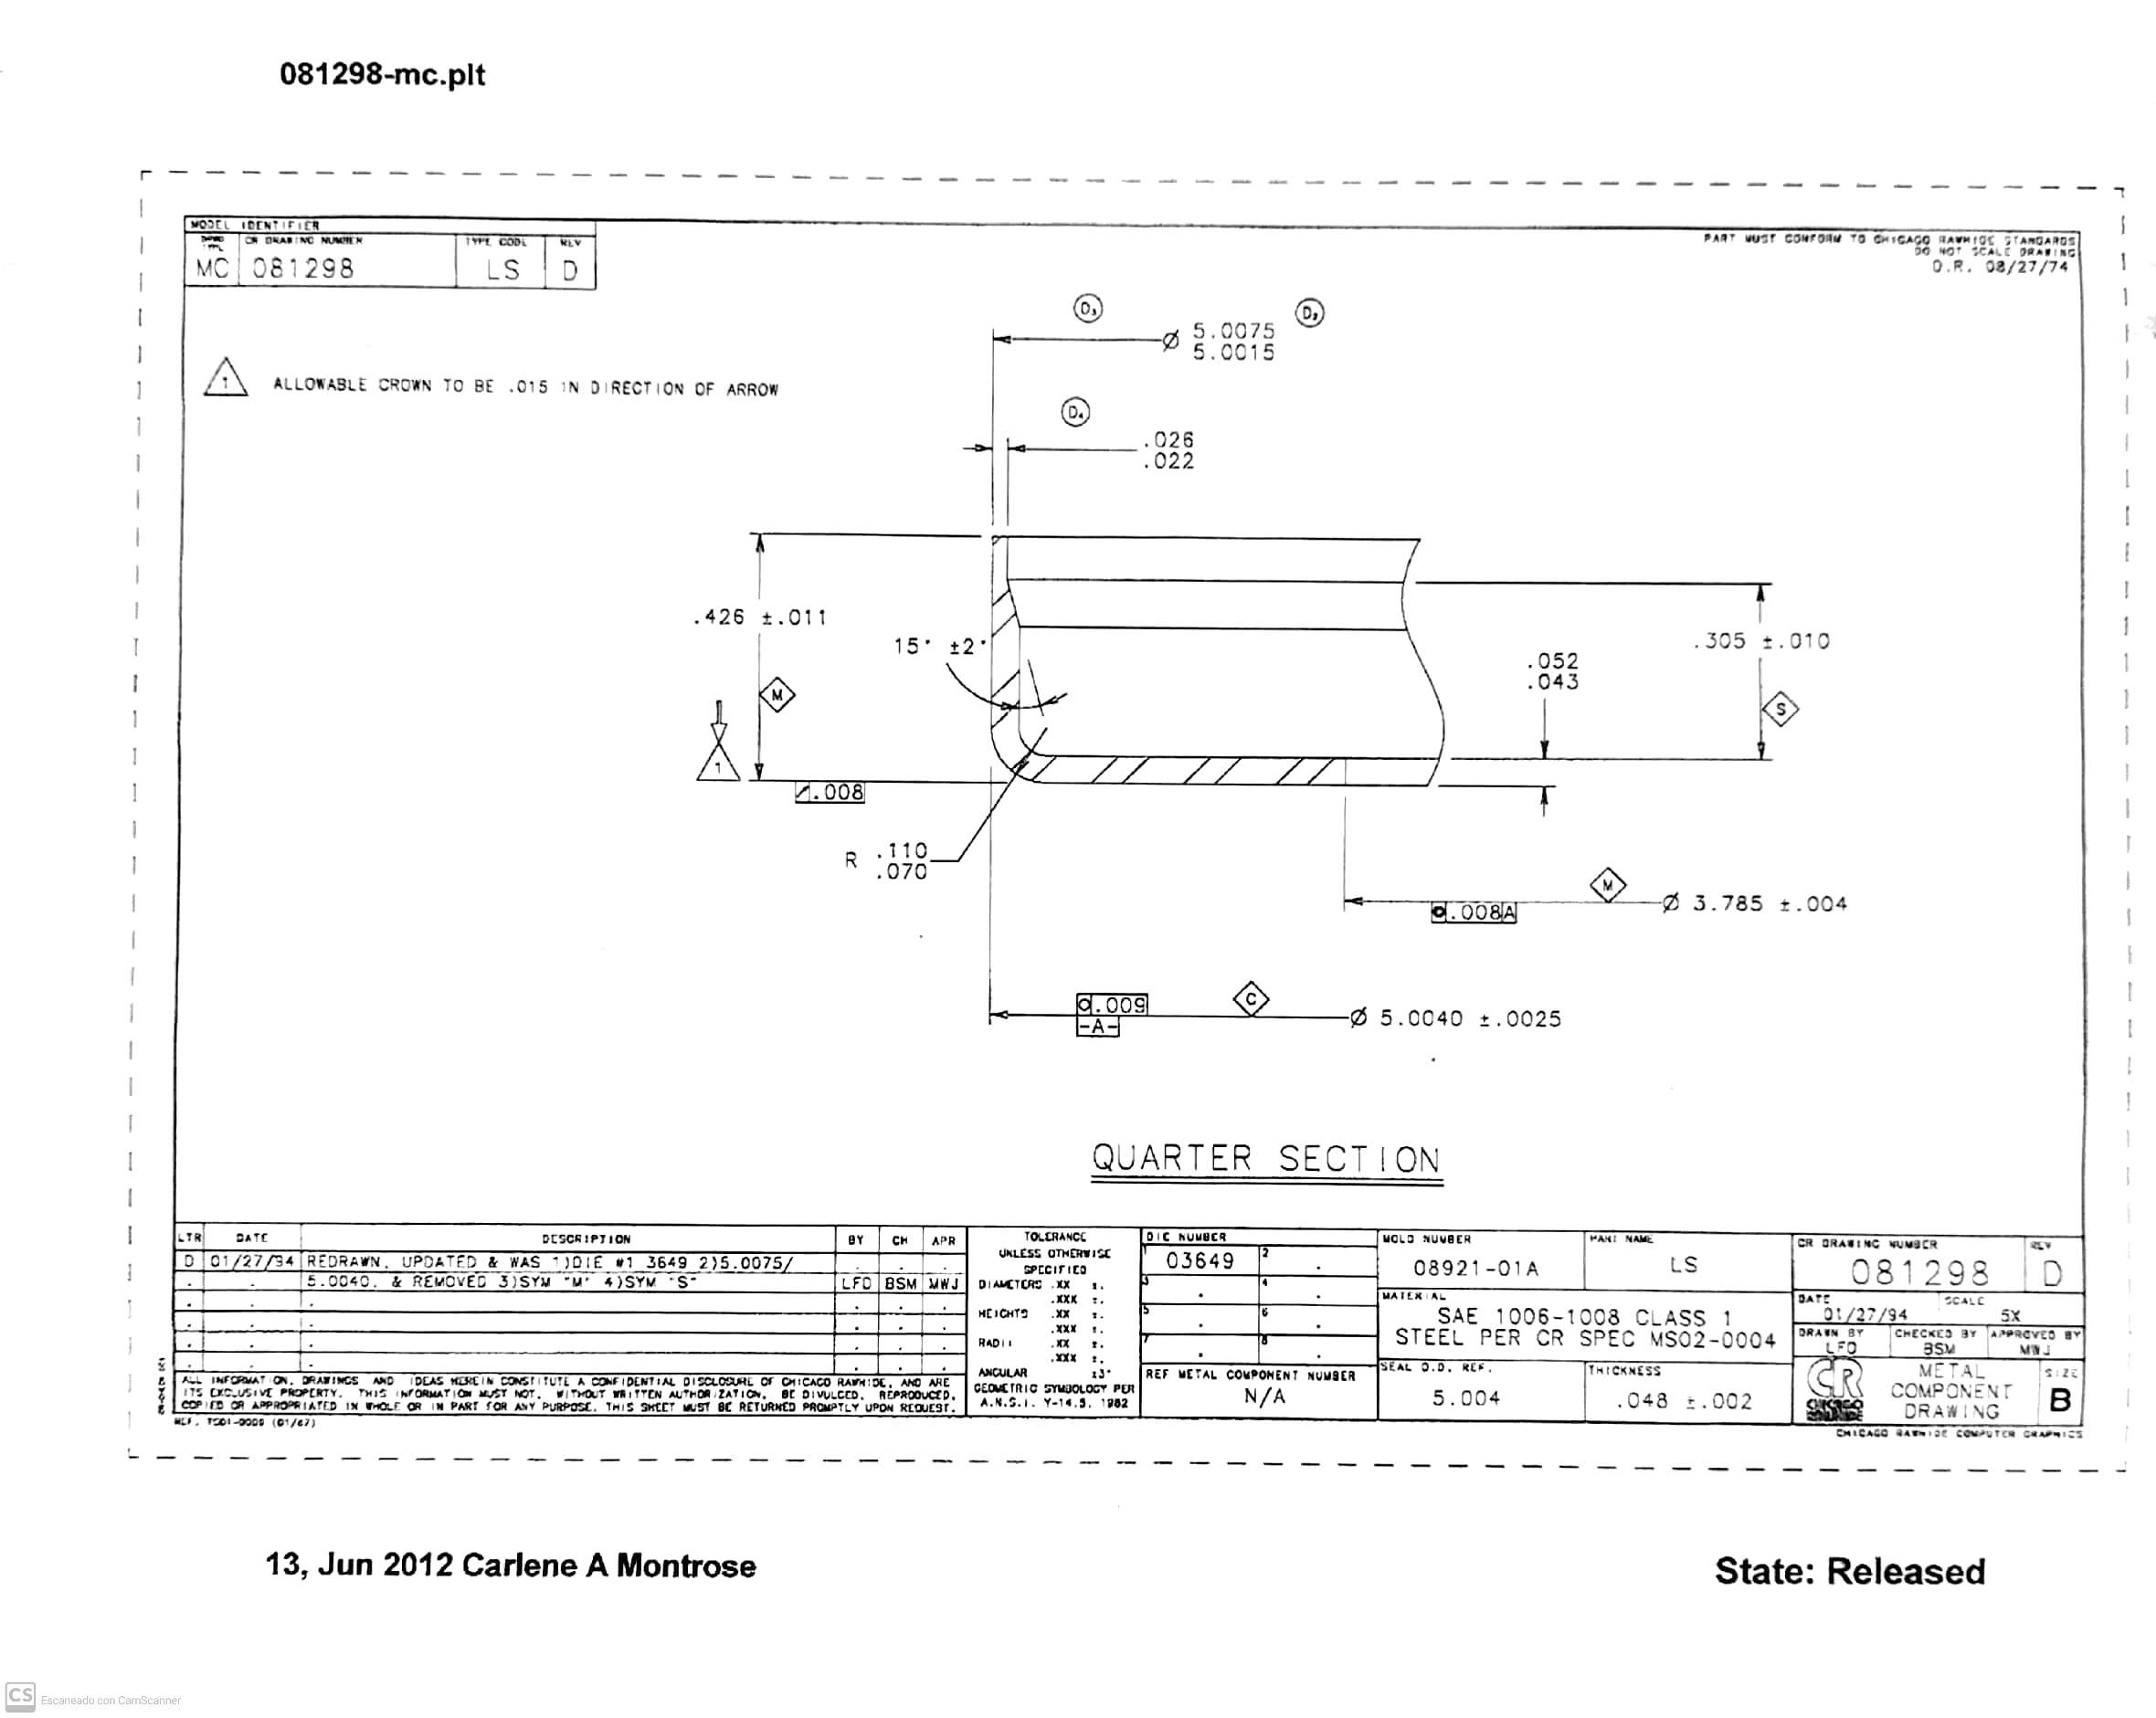 081298-mc.plt
MODEL IDENTIFIER
CR DRAWING NUMBER
TYPE CODE
REV
MC
081298
LS
D
PART MUST CONFORM TO CHICAGO RAWHIDE STANDARDS
DO NOT SCALE DRAWING
O.R. 08/27/74
1 ALLOWABLE CROWN TO BE .015 IN DIRECTION OF ARROW
D3
D2
Ø 5.0075
5.0015
D4
.026
.022
.426 ±.011
15° ±2°
.305 ±.010
.052
.043
M
S
1
.008
R .110
.070
M
.008 A
Ø 3.785 ±.004
.009
C
-A-
Ø 5.0040 ±.0025
QUARTER SECTION
LTR DATE DESCRIPTION BY CH APR
D 01/27/94 REDRAWN, UPDATED & WAS 1)DIE #1 3649 2)5.0075/
5.0040, & REMOVED 3)SYM "M" 4)SYM "S" LFD BSM MWJ
ALL INFORMATION, DRAWINGS AND IDEAS HEREIN CONSTITUTE A CONFIDENTIAL DISCLOSURE OF CHICAGO RAWHIDE, AND ARE
ITS EXCLUSIVE PROPERTY. THIS INFORMATION MUST NOT, WITHOUT WRITTEN AUTHORIZATION, BE DIVULGED, REPRODUCED,
COPIED OR APPROPRIATED IN WHOLE OR IN PART FOR ANY PURPOSE. THIS SHEET MUST BE RETURNED PROMPTLY UPON REQUEST.
TOLERANCE
UNLESS OTHERWISE
SPECIFIED
DIAMETERS .XX ±.
.XXX ±.
HEIGHTS .XX ±.
.XXX ±.
RADII .XX ±.
.XXX ±.
ANGULAR ±3°
GEOMETRIC SYMBOLOGY PER
A.N.S.I. Y-14.5, 1982
DIE NUMBER
1 03649 2
3 4
5 6
7 8
REF METAL COMPONENT NUMBER
N/A
MOLD NUMBER
08921-01A
PART NAME
LS
MATERIAL
SAE 1006-1008 CLASS 1
STEEL PER CR SPEC MS02-0004
SEAL O.D. REF.
5.004
THICKNESS
.048 ±.002
CR DRAWING NUMBER
081298
REV
D
DATE
01/27/94
SCALE
5X
DRAWN BY
LFD
CHECKED BY
BSM
APPROVED BY
MWJ
CR
CHICAGO
METAL
COMPONENT
DRAWING
SIZE
B
CHICAGO RAWHIDE COMPUTER GRAPHICS
13, Jun 2012 Carlene A Montrose
State: Released
CS Escaneado con CamScanner